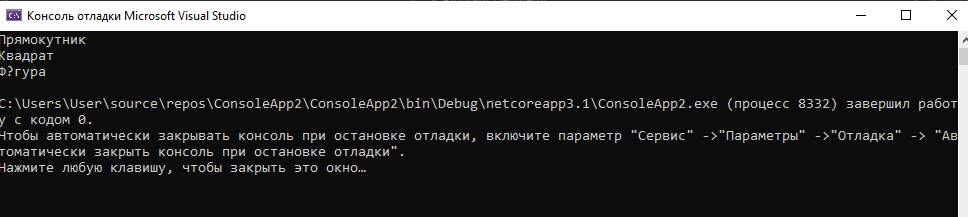 Консоль отладки Microsoft Visual Studio
Прямокутник
Квадрат
Ф?гура
C:\Users\User\source\repos\ConsoleApp2\ConsoleApp2\bin\Debug\netcoreapp3.1\ConsoleApp2.exe (процесс 8332) завершил работ
у с кодом 0.
Чтобы автоматически закрывать консоль при остановке отладки, включите параметр "Сервис" ->"Параметры" ->"Отладка" -> "Ав
томатически закрыть консоль при остановке отладки".
Нажмите любую клавишу, чтобы закрыть это окно…